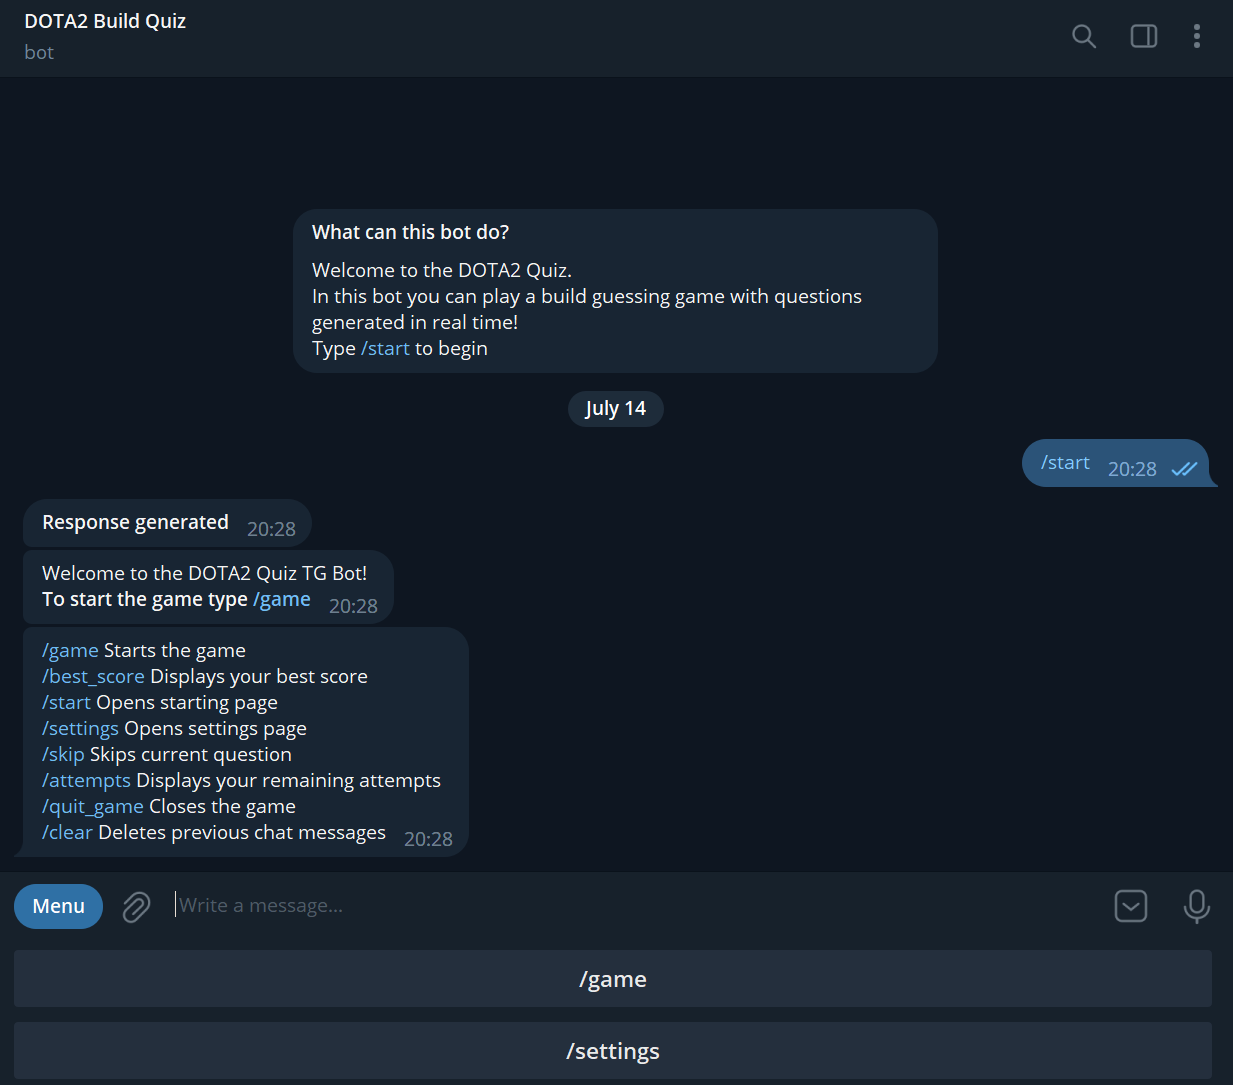 DOTA2 Build Quiz
bot
What can this bot do?
Welcome to the DOTA2 Quiz.
In this bot you can play a build guessing game with questions
generated in real time!
Type /start to begin
July 14
/start 20:28
Response generated 20:28
Welcome to the DOTA2 Quiz TG Bot!
To start the game type /game 20:28
/game Starts the game
/best_score Displays your best score
/start Opens starting page
/settings Opens settings page
/skip Skips current question
/attempts Displays your remaining attempts
/quit_game Closes the game
/clear Deletes previous chat messages 20:28
Menu Write a message...
/game
/settings